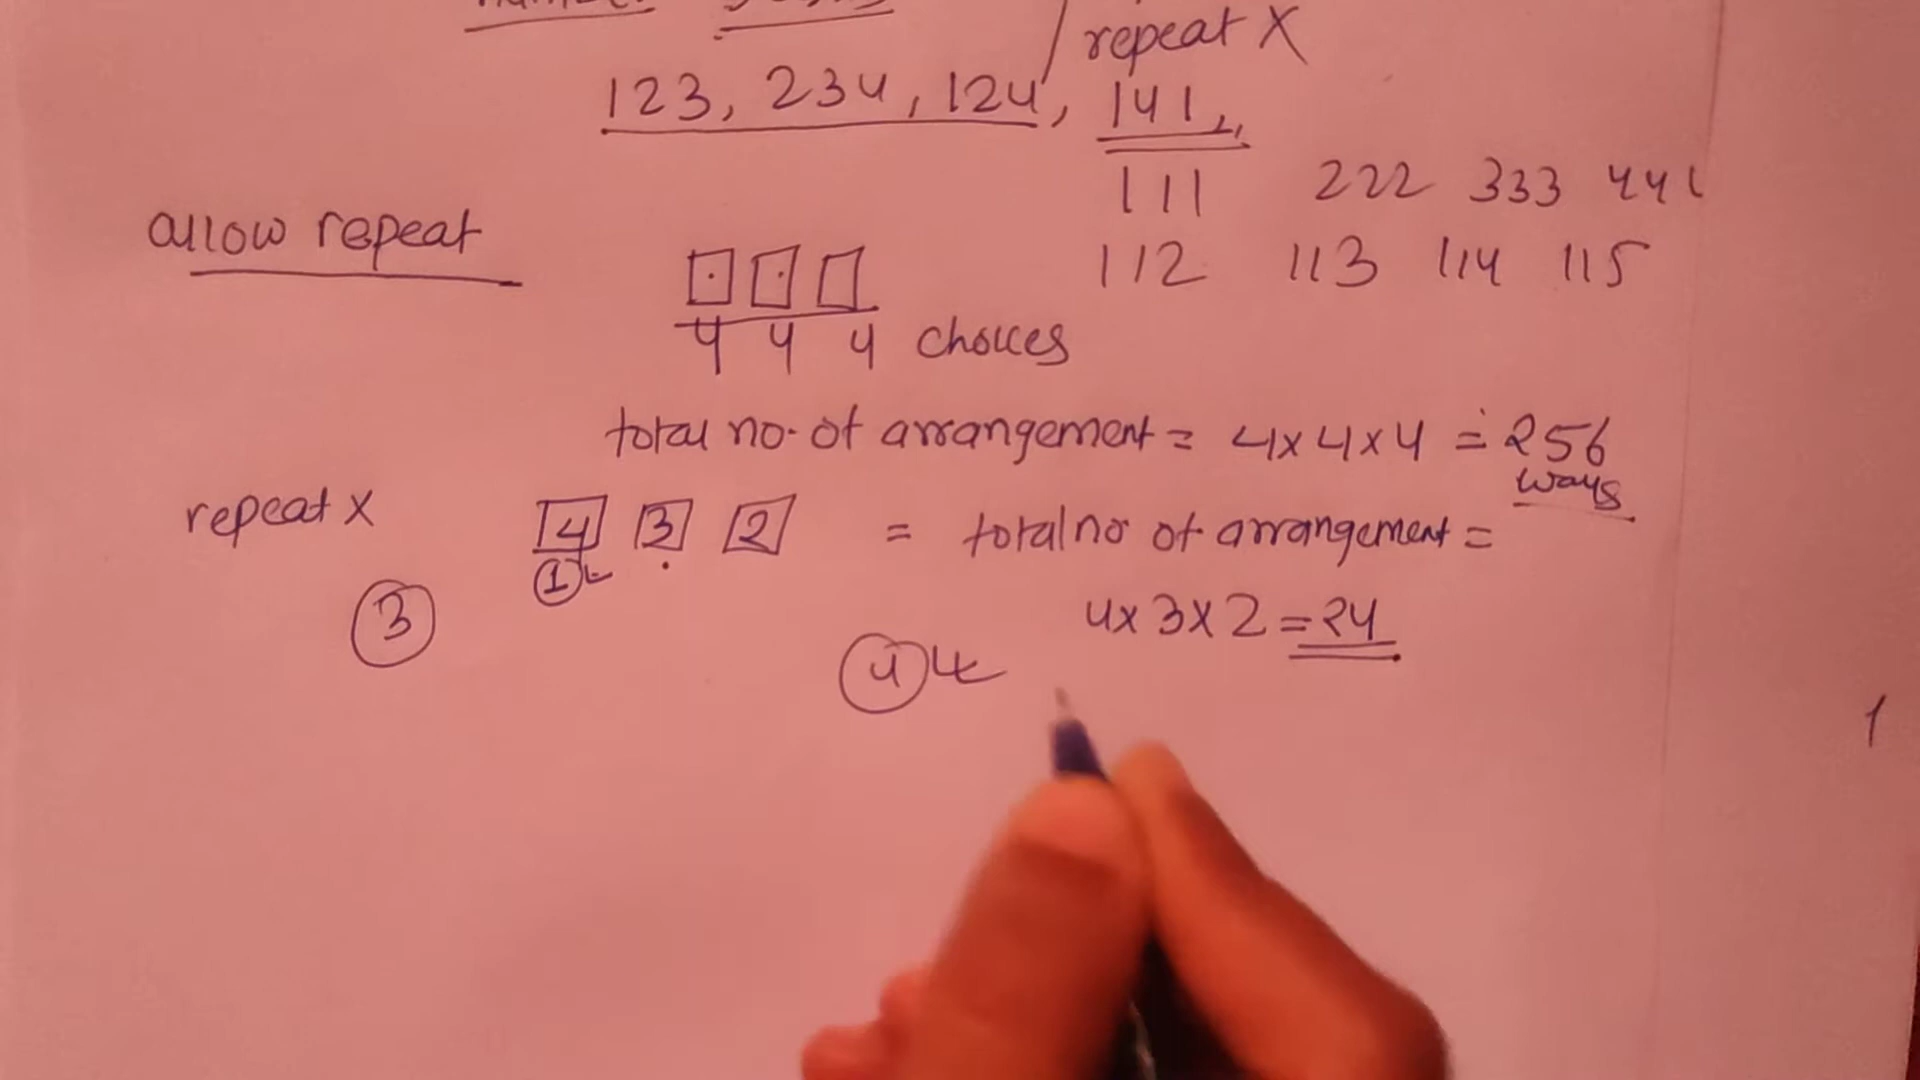 repeat X
123, 234, 124, 141,,
111 222 333 44
allow repeat
112 113 114 115
4 4 4 choices
total no. of arrangement = 4x4x4 = 256
ways
repeat x 4 3 2 = total no of arrangement =
1
3
4x3x2 = 24
4 4
1